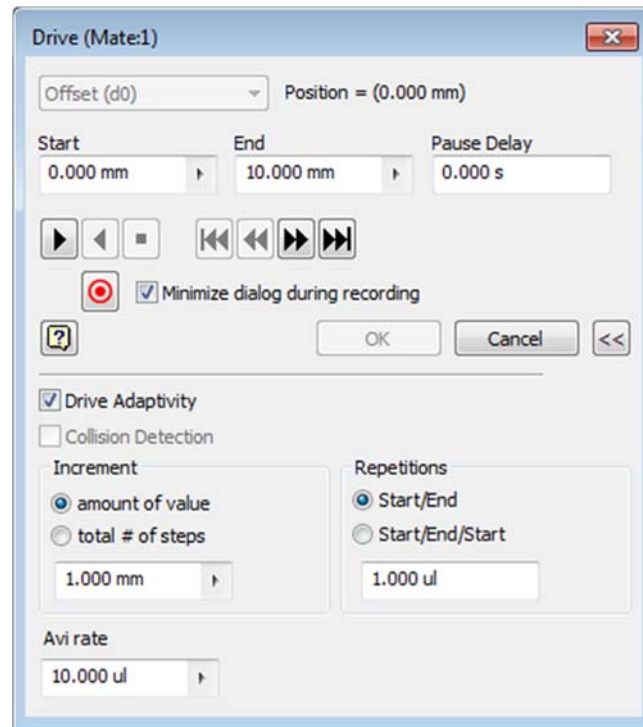 Drive (Mate:1)
Offset (d0) Position = (0.000 mm)
Start End Pause Delay
0.000 mm 10.000 mm 0.000 s
Minimize dialog during recording
OK Cancel <<
Drive Adaptivity
Collision Detection
Increment Repetitions
amount of value Start/End
total # of steps Start/End/Start
1.000 mm 1.000 ul
Avi rate
10.000 ul